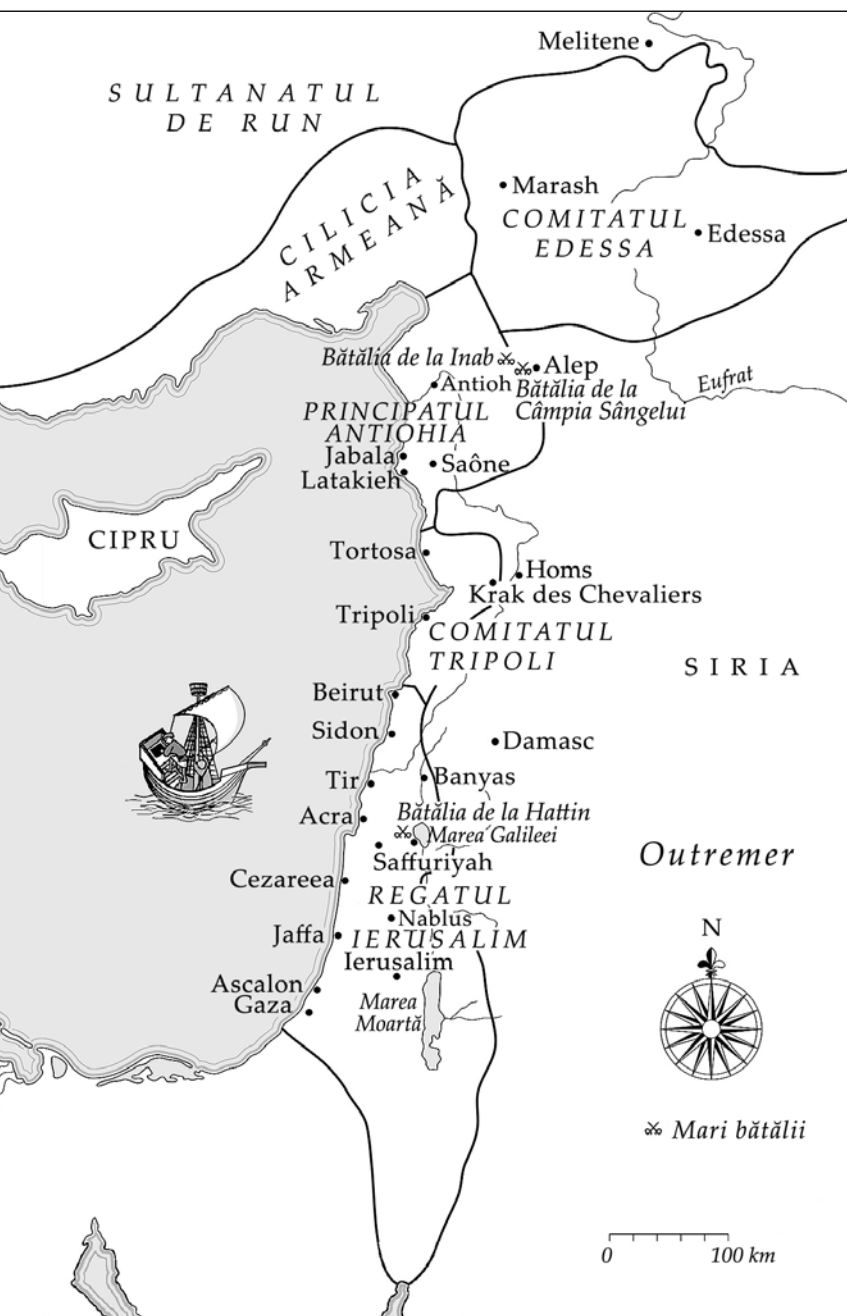 Melitene
SULTANATUL
DE RUN
CILICIA
ARMEANĂ
Marash
COMITATUL
EDESSA
Edessa
Bătălia de la Inab
Alep
Antioh
Bătălia de la
Câmpia Sângelui
Eufrat
PRINCIPATUL
ANTIOHIA
Jabala
Saône
Latakieh
CIPRU
Tortosa
Homs
Krak des Chevaliers
Tripoli
COMITATUL
TRIPOLI
SIRIA
Beirut
Sidon
Damasc
Tir
Banyas
Acra
Bătălia de la Hattin
Marea Galileei
Saffuriyah
Outremer
Cezareea
REGATUL
Nablus
Jaffa
IERUSALIM
N
Ierusalim
Ascalon
Gaza
Marea
Moartă
Mari bătălii
0 100 km